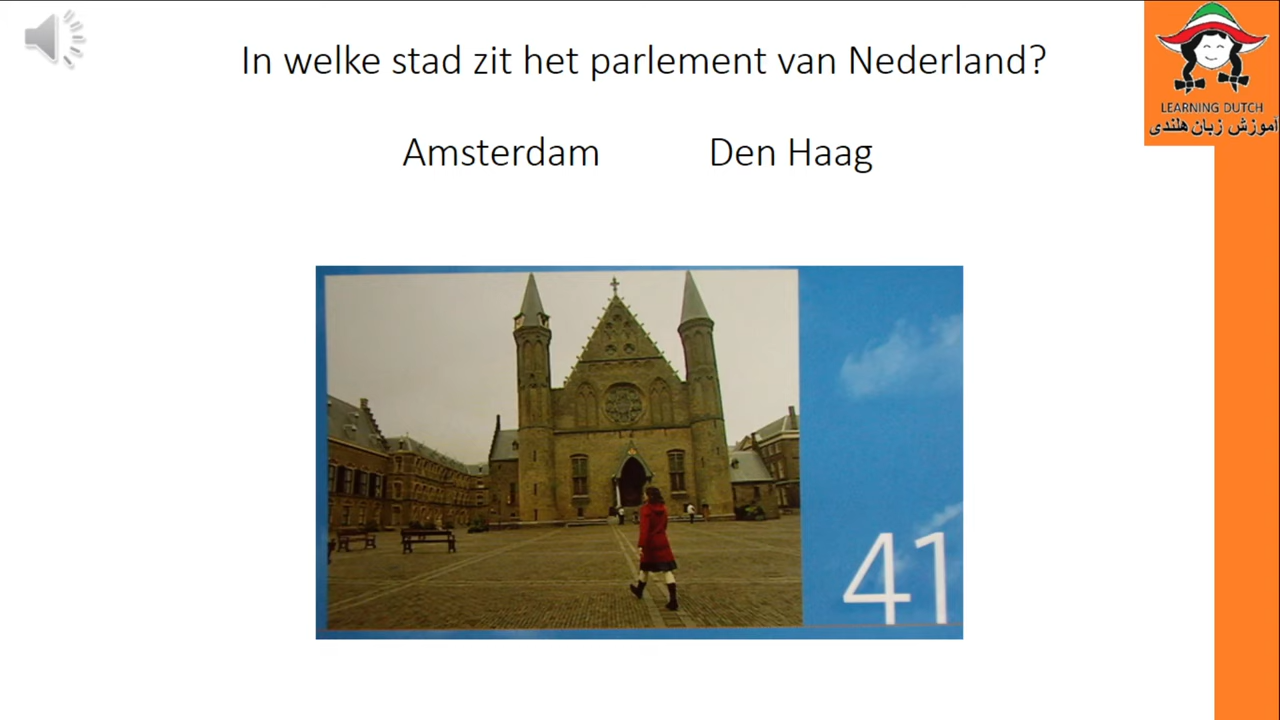 In welke stad zit het parlement van Nederland?
Amsterdam Den Haag
LEARNING DUTCH
آموزش زبان هلندی
41